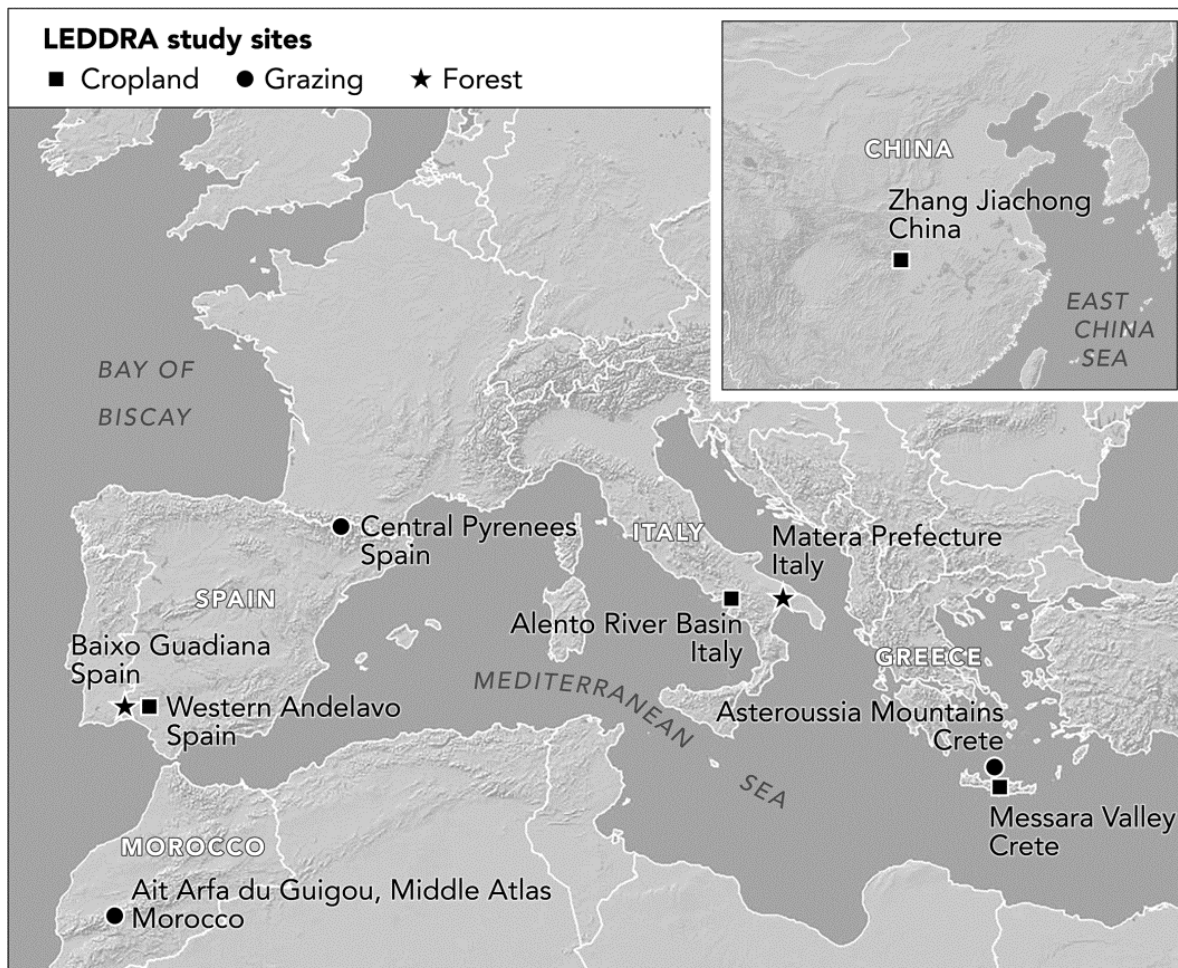 LEDDRA study sites
Cropland Grazing Forest
CHINA
Zhang Jiachong
China
EAST
CHINA
SEA
BAY OF
BISCAY
Central Pyrenees
Spain
ITALY
Matera Prefecture
Italy
SPAIN
Alento River Basin
Italy
Baixo Guadiana
Spain
GREECE
MEDITERRANEAN
SEA
Western Andelavo
Spain
Asteroussia Mountains
Crete
Messara Valley
Crete
MOROCCO
Ait Arfa du Guigou, Middle Atlas
Morocco